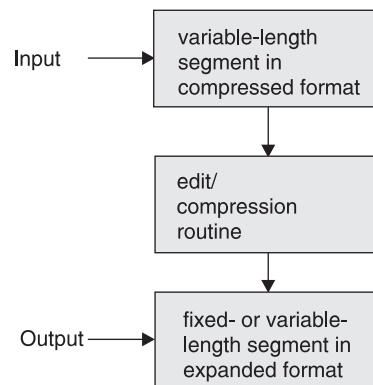 Input
variable-length
segment in
compressed format
edit/
compression
routine
Output
fixed- or variable-
length segment in
expanded format